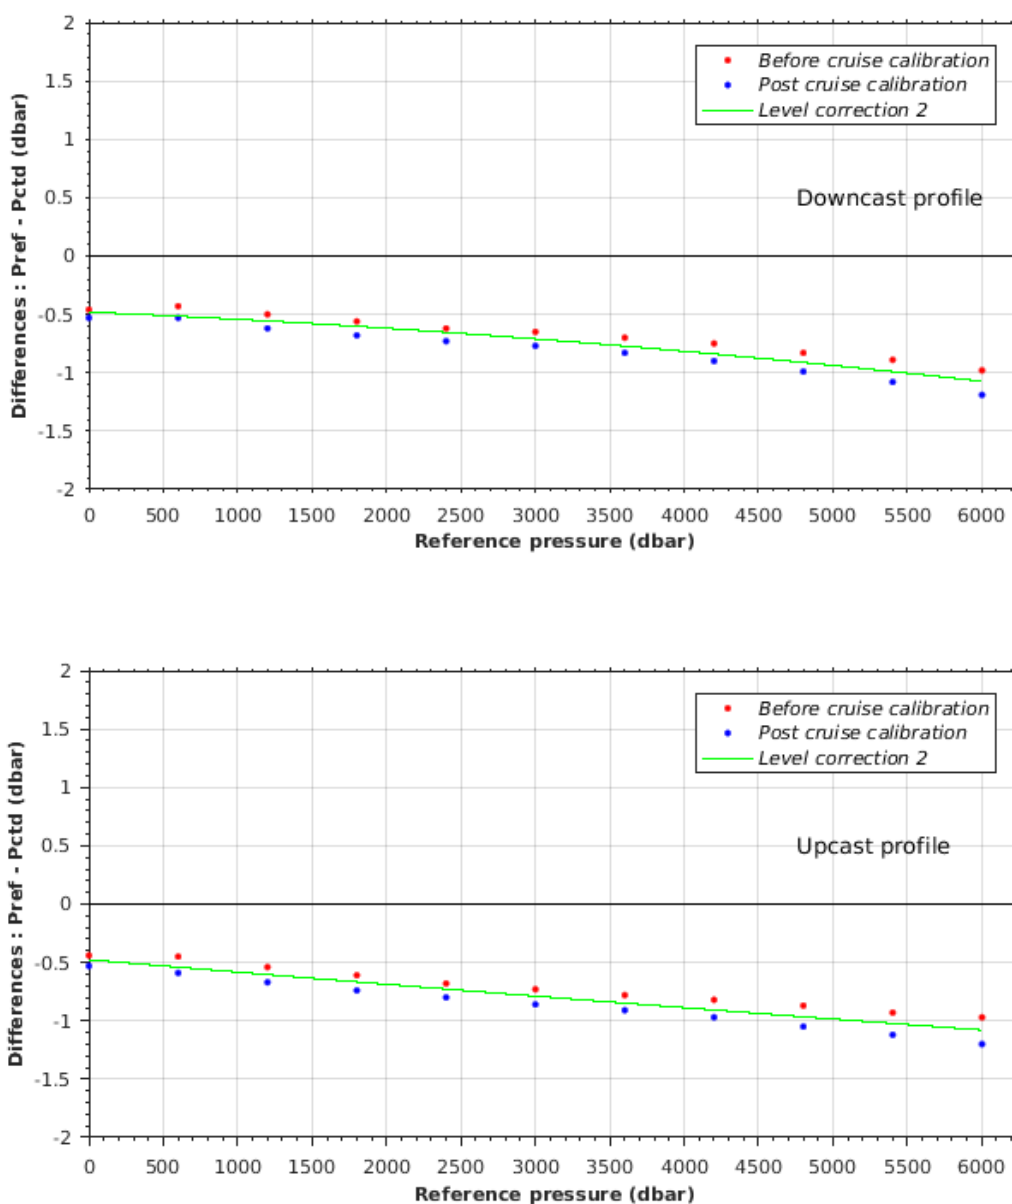 2
1.5
1
0.5
0
-0.5
-1
-1.5
-2
Differences : Pref - Pctd (dbar)
Before cruise calibration
Post cruise calibration
Level correction 2
Downcast profile
0 500 1000 1500 2000 2500 3000 3500 4000 4500 5000 5500 6000
Reference pressure (dbar)
2
1.5
1
0.5
0
-0.5
-1
-1.5
-2
Differences : Pref - Pctd (dbar)
Before cruise calibration
Post cruise calibration
Level correction 2
Upcast profile
0 500 1000 1500 2000 2500 3000 3500 4000 4500 5000 5500 6000
Reference pressure (dbar)